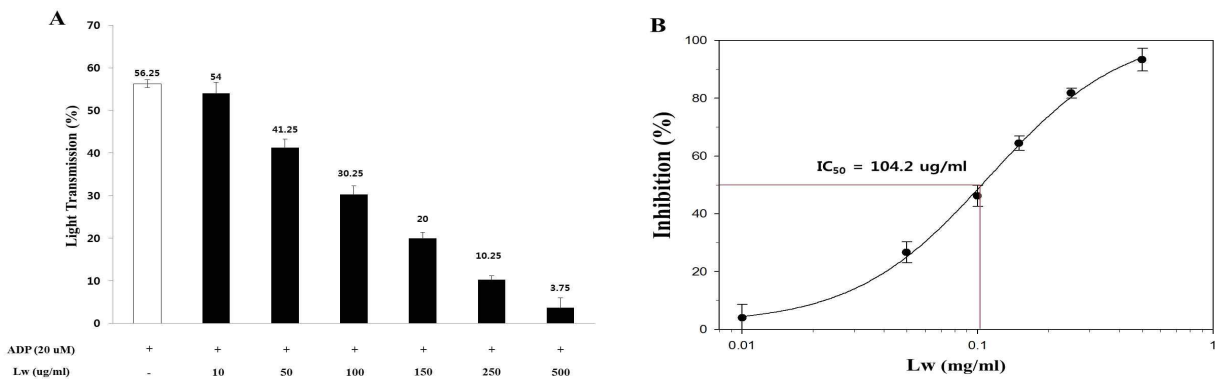 A
Light Transmission (%)
70
60
50
40
30
20
10
0
56.25
54
41.25
30.25
20
10.25
3.75
ADP (20 uM) + + + + + + +
Lw (ug/ml) - 10 50 100 150 250 500
B
Inhibition (%)
100
80
60
40
20
0
IC50 = 104.2 ug/ml
0.01 0.1 1
Lw (mg/ml)